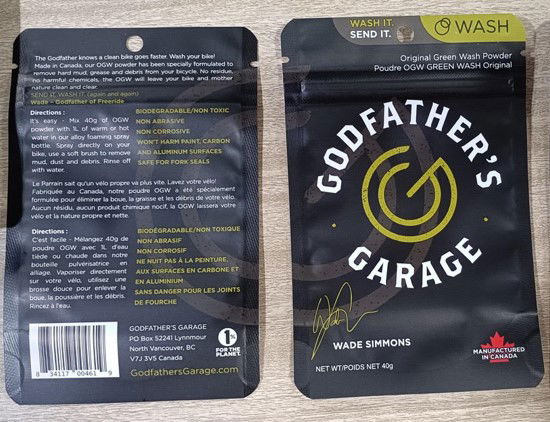 The Godfather knows a clean bike goes faster. Wash your bike!
Made in Canada, our OGW powder has been specially formulated to
remove hard mud, grease and debris from your bicycle. No residue,
no harmful chemicals, the OGW will leave your bike and mother
nature clean and clear.
SEND IT, WASH IT, (again and again)
Wade - Godfather of Freeride
Directions :
It's easy - Mix 40g of OGW
powder with 1L of warm or hot
water in our alloy foaming spray
bottle. Spray directly on your
bike, use a soft brush to remove
mud, dust and debris. Rinse off
with water.
BIODEGRADABLE/NON TOXIC
NON ABRASIVE
NON CORROSIVE
WON'T HARM PAINT, CARBON
AND ALUMINUM SURFACES
SAFE FOR FORK SEALS
Le Parrain sait qu'un vélo propre va plus vite. Lavez votre vélo!
Fabriquée au Canada, notre poudre OGW a été spécialement
formulée pour éliminer la boue, la graisse et les débris de votre vélo.
Aucun résidu, aucun produit chimique nocif, la OGW laissera votre
vélo et la nature propre et nette.
Directions :
C'est facile - Mélangez 40g de
poudre OGW avec 1L d'eau
tiède ou chaude dans notre
bouteille pulvérisatrice en
alliage. Vaporiser directement
sur votre vélo, utilisez une
brosse douce pour enlever la
boue, la poussière et les débris.
Rincez à l'eau.
BIODÉGRADABLE/NON TOXIQUE
NON ABRASIF
NON CORROSIF
NE NUIT PAS À LA PEINTURE,
AUX SURFACES EN CARBONE ET
EN ALUMINIUM
SANS DANGER POUR LES JOINTS
DE FOURCHE
8 34117 00461 9
GODFATHER'S GARAGE
PO Box 52241 Lynnmour
North Vancouver, BC
V7J 3V5 Canada
GodfathersGarage.com
1%
FOR THE
PLANET
WASH IT.
SEND IT.
WASH
Original Green Wash Powder
Poudre OGW GREEN WASH Original
GODFATHER'S
GARAGE
WADE SIMMONS
MANUFACTURED
IN CANADA
NET WT/POIDS NET 40g